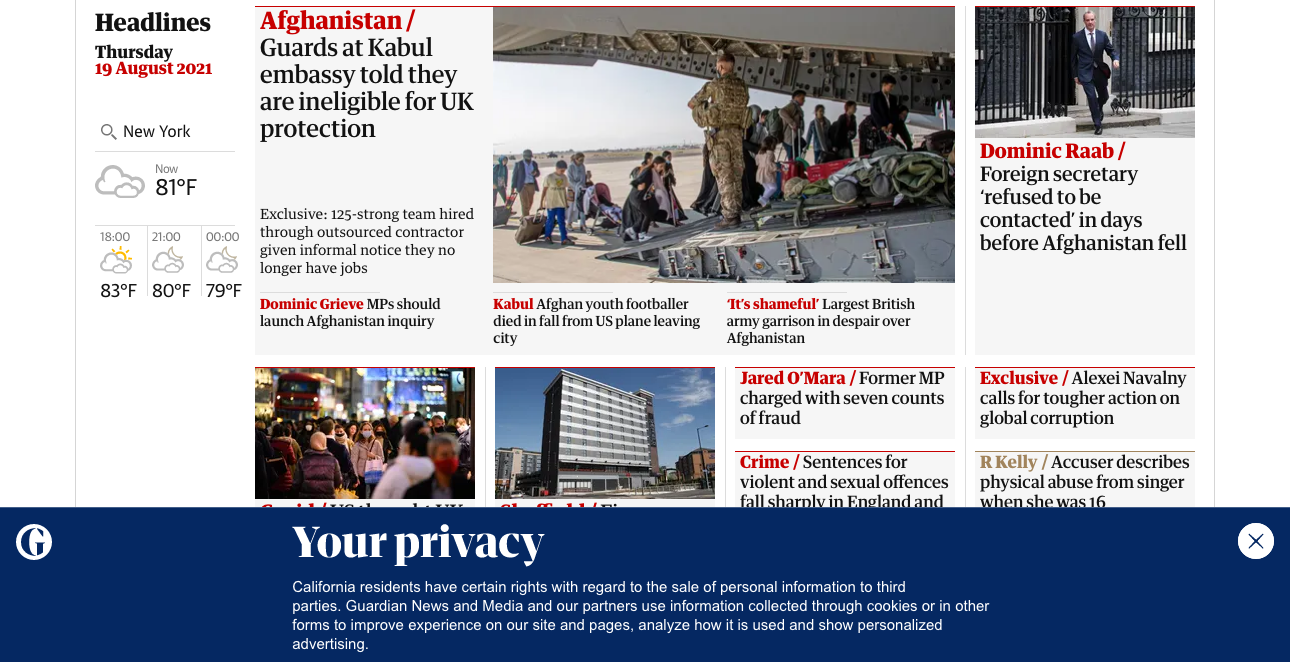 Headlines
Thursday
19 August 2021
New York
Now
81°F
18:00
21:00
00:00
83°F
80°F
79°F
Afghanistan /
Guards at Kabul
embassy told they
are ineligible for UK
protection
Exclusive: 125-strong team hired
through outsourced contractor
given informal notice they no
longer have jobs
Dominic Grieve MPs should
launch Afghanistan inquiry
Kabul Afghan youth footballer
died in fall from US plane leaving
city
‘It’s shameful’ Largest British
army garrison in despair over
Afghanistan
Dominic Raab /
Foreign secretary
‘refused to be
contacted’ in days
before Afghanistan fell
Jared O’Mara / Former MP
charged with seven counts
of fraud
Exclusive / Alexei Navalny
calls for tougher action on
global corruption
Crime / Sentences for
violent and sexual offences
fall sharply in England and
R Kelly / Accuser describes
physical abuse from singer
when she was 16
Your privacy
California residents have certain rights with regard to the sale of personal information to third
parties. Guardian News and Media and our partners use information collected through cookies or in other
forms to improve experience on our site and pages, analyze how it is used and show personalized
advertising.